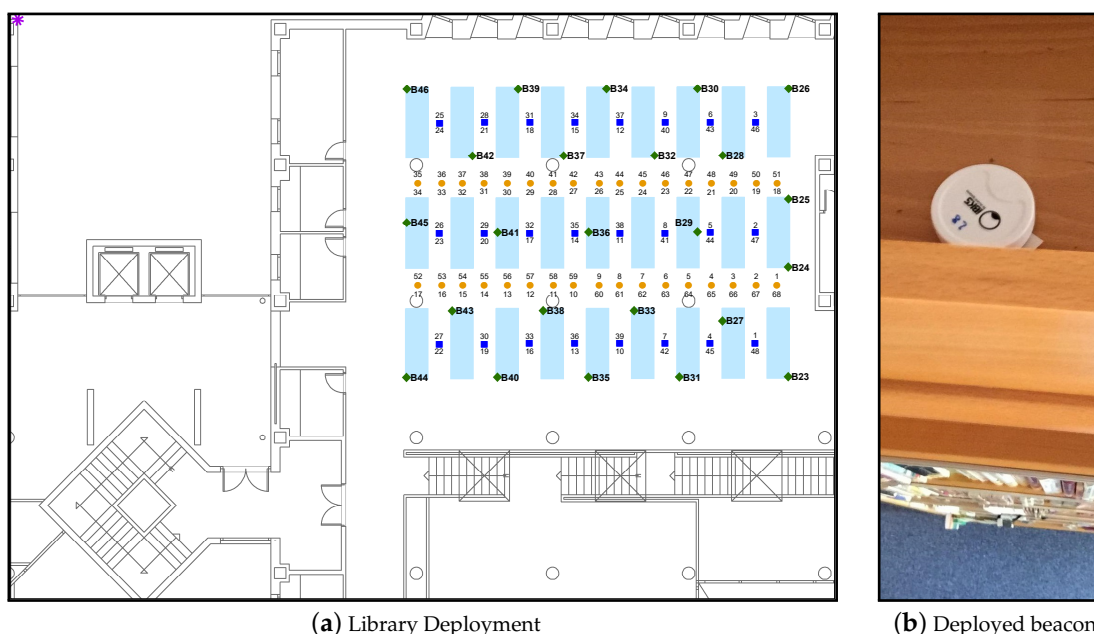 B46 B39 B34 B30 B26
25 28 31 34 37 9 6 3
24 21 18 15 12 40 43 46
B42 B37 B32 B28
35 36 37 38 39 40 41 42 43 44 45 46 47 48 49 50 51
34 33 32 31 30 29 28 27 26 25 24 23 22 21 20 19 18
B25
B45 26 29 B41 32 35 B36 38 8 B29 5 2
23 20 17 14 11 41 44 47
B24
52 53 54 55 56 57 58 59 9 8 7 6 5 4 3 2 1
17 16 15 14 13 12 11 10 60 61 62 63 64 65 66 67 68
B43 B38 B33 B27
27 30 33 36 39 7 4 1
22 19 16 13 10 42 45 48
B44 B40 B35 B31 B23
(a) Library Deployment
iBKS
28
(b) Deployed beacon